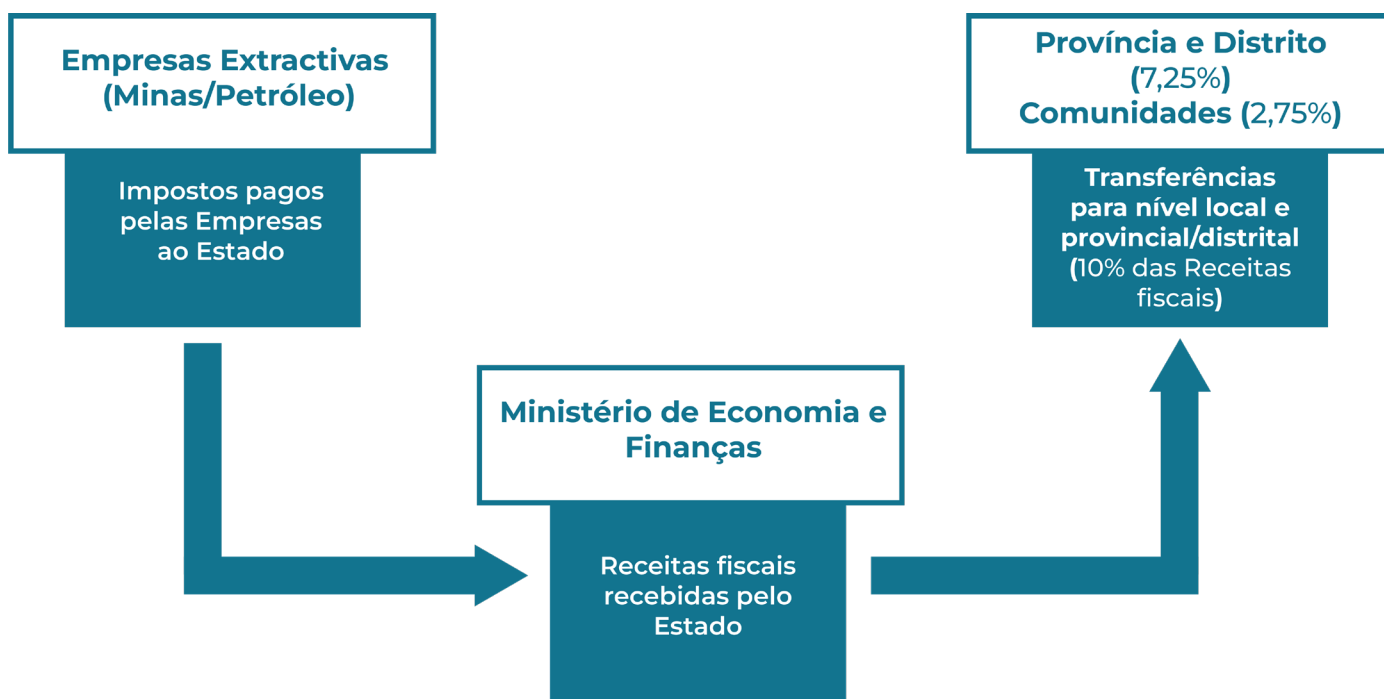 Empresas Extractivas
(Minas/Petróleo)
Impostos pagos
pelas Empresas
ao Estado
Ministério de Economia e
Finanças
Receitas fiscais
recebidas pelo
Estado
Província e Distrito
(7,25%)
Comunidades (2,75%)
Transferências
para nível local e
provincial/distrital
(10% das Receitas
fiscais)